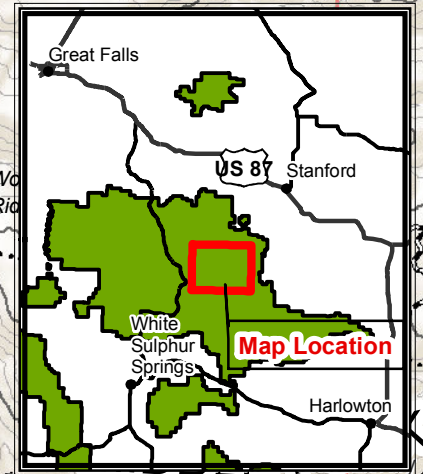 Great Falls
US 87
Stanford
White
Sulphur
Springs
Map Location
Harlowton